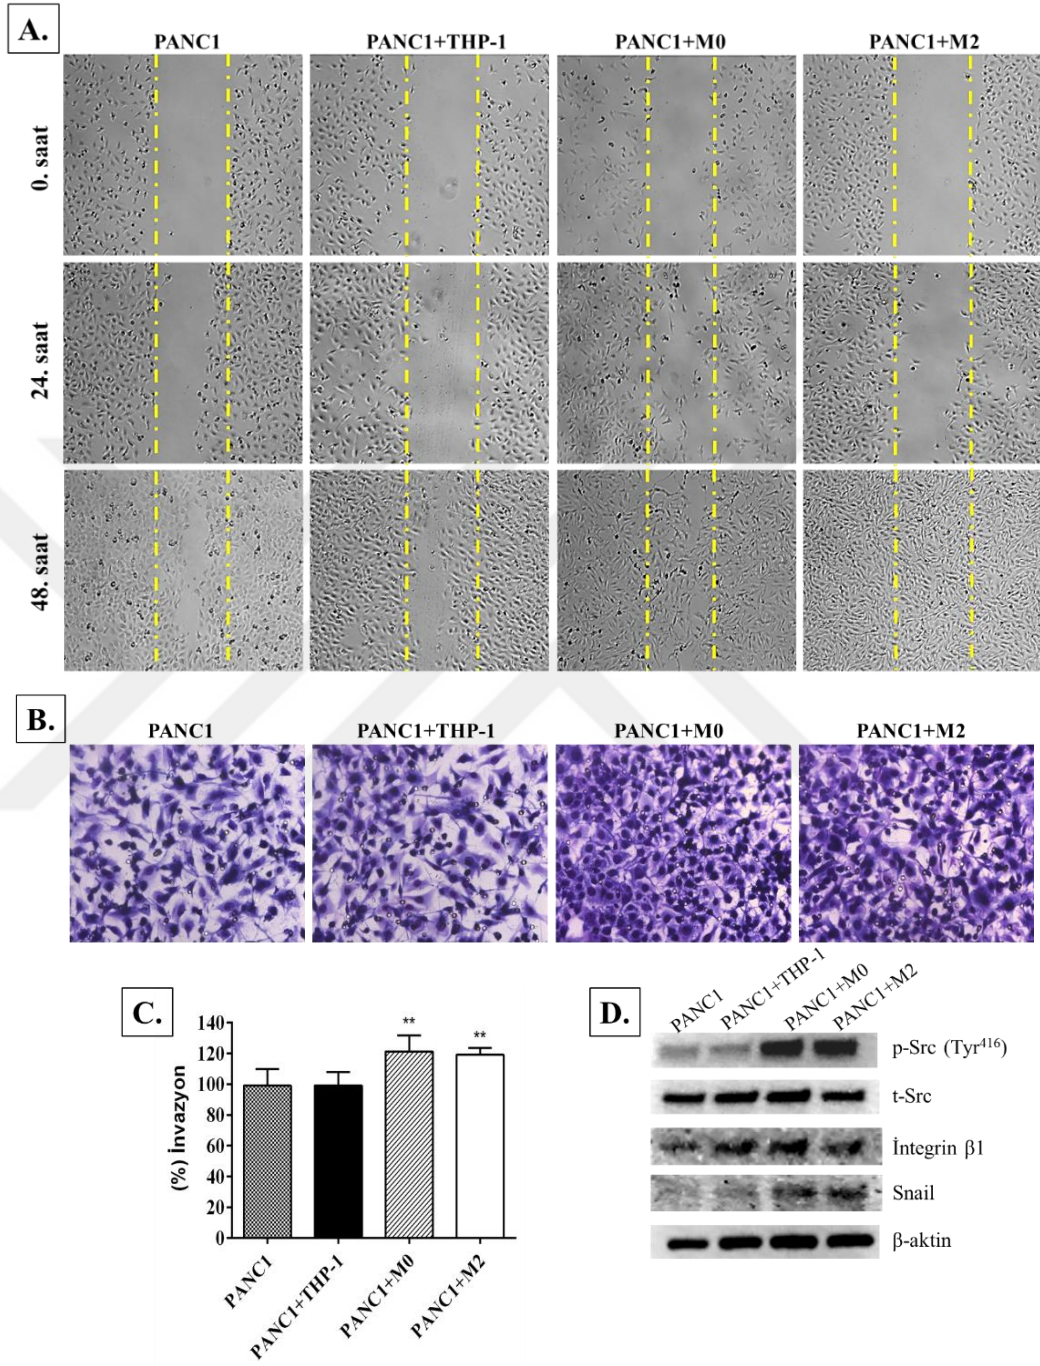 A.
PANC1 PANC1+THP-1 PANC1+M0 PANC1+M2
0. saat
24. saat
48. saat
B.
PANC1 PANC1+THP-1 PANC1+M0 PANC1+M2
C.
(%) İnvazyon
140
120
100
80
60
40
20
0
** **
PANC1 PANC1+THP-1 PANC1+M0 PANC1+M2
D.
PANC1 PANC1+THP-1 PANC1+M0 PANC1+M2
p-Src (Tyr⁴¹⁶)
t-Src
İntegrin β1
Snail
β-aktin